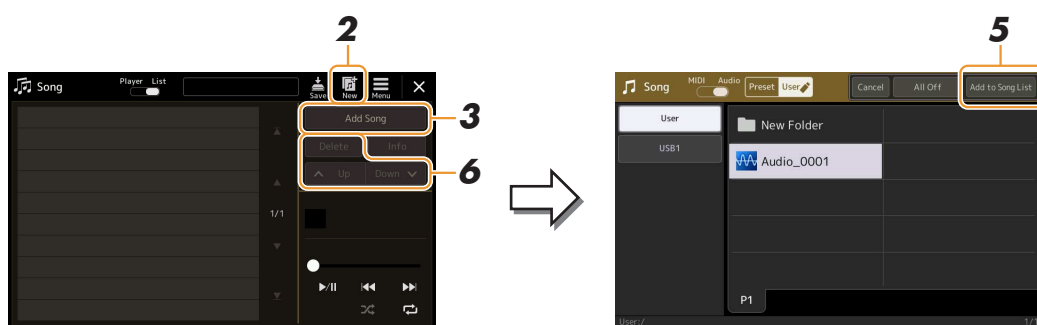 2
5
Song
Player List
Save
New
Menu
Add Song
3
Delete
Info
Up
Down
6
1/1
Song
MIDI Audio
Preset
User
Cancel
All Off
Add to Song List
User
New Folder
USB1
Audio_0001
P1
User:/
1/1